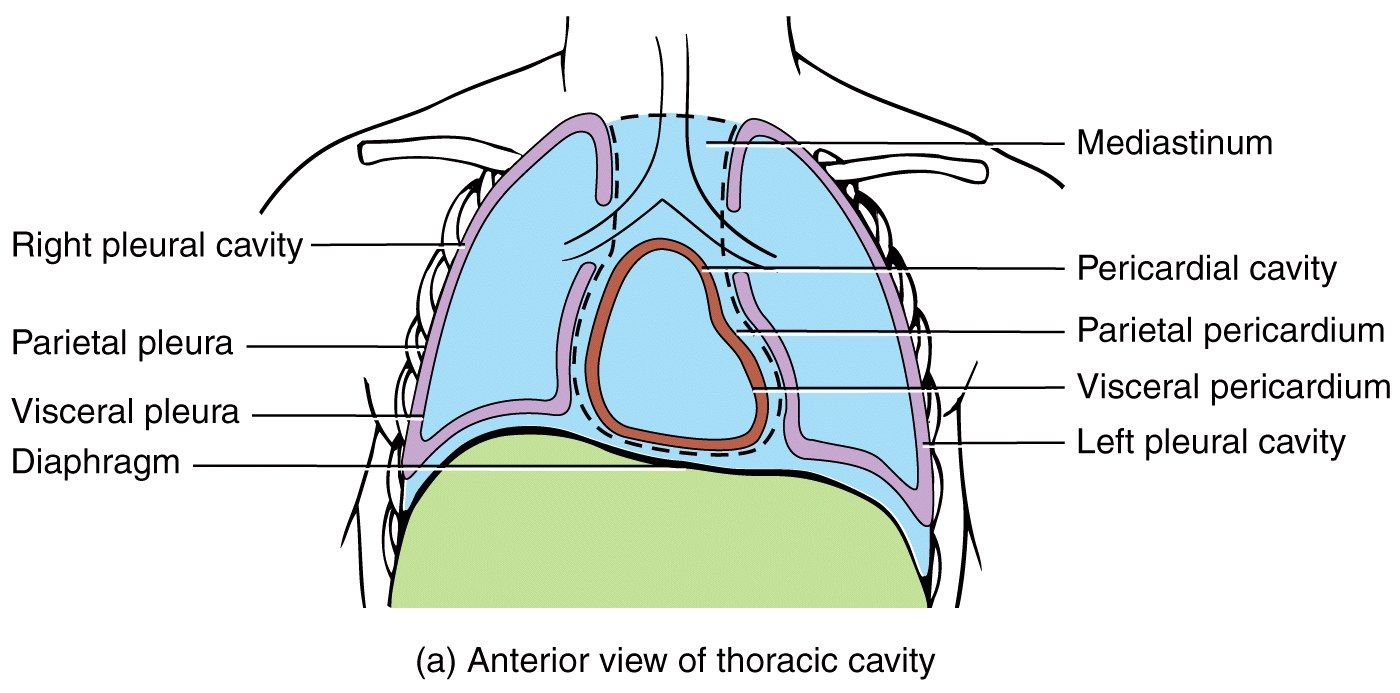 Mediastinum
Right pleural cavity
Pericardial cavity
Parietal pericardium
Parietal pleura
Visceral pericardium
Visceral pleura
Left pleural cavity
Diaphragm
(a) Anterior view of thoracic cavity